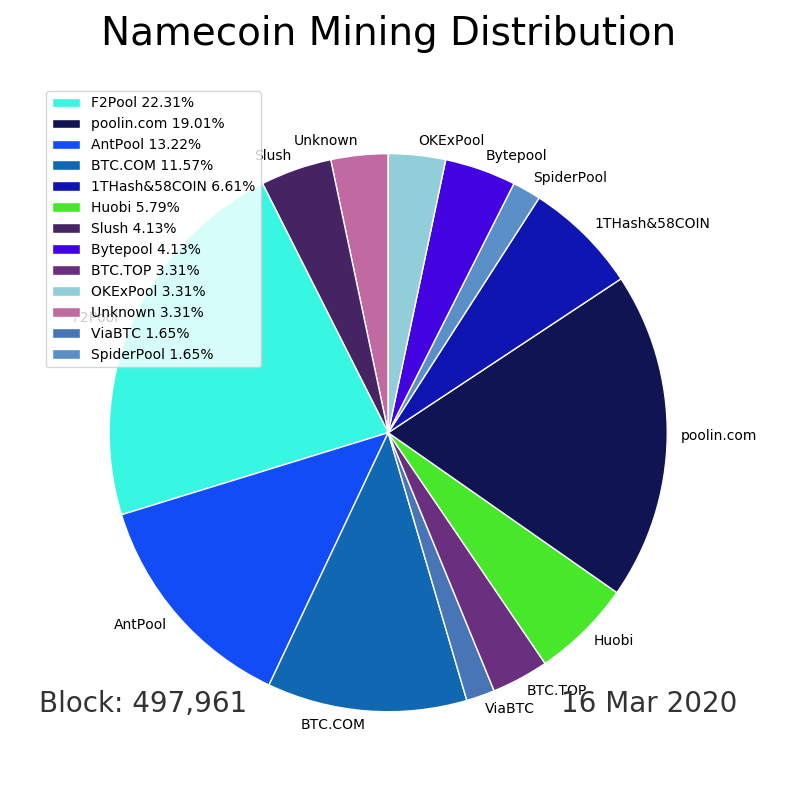 Namecoin Mining Distribution
F2Pool 22.31%
poolin.com 19.01%
AntPool 13.22%
BTC.COM 11.57%
1THash&58COIN 6.61%
Huobi 5.79%
Slush 4.13%
Bytepool 4.13%
BTC.TOP 3.31%
OKExPool 3.31%
Unknown 3.31%
ViaBTC 1.65%
SpiderPool 1.65%
Unknown
OKExPool
Slush
Bytepool
SpiderPool
1THash&58COIN
F2Pool
poolin.com
AntPool
Huobi
BTC.TOP
ViaBTC
BTC.COM
Block: 497,961
16 Mar 2020